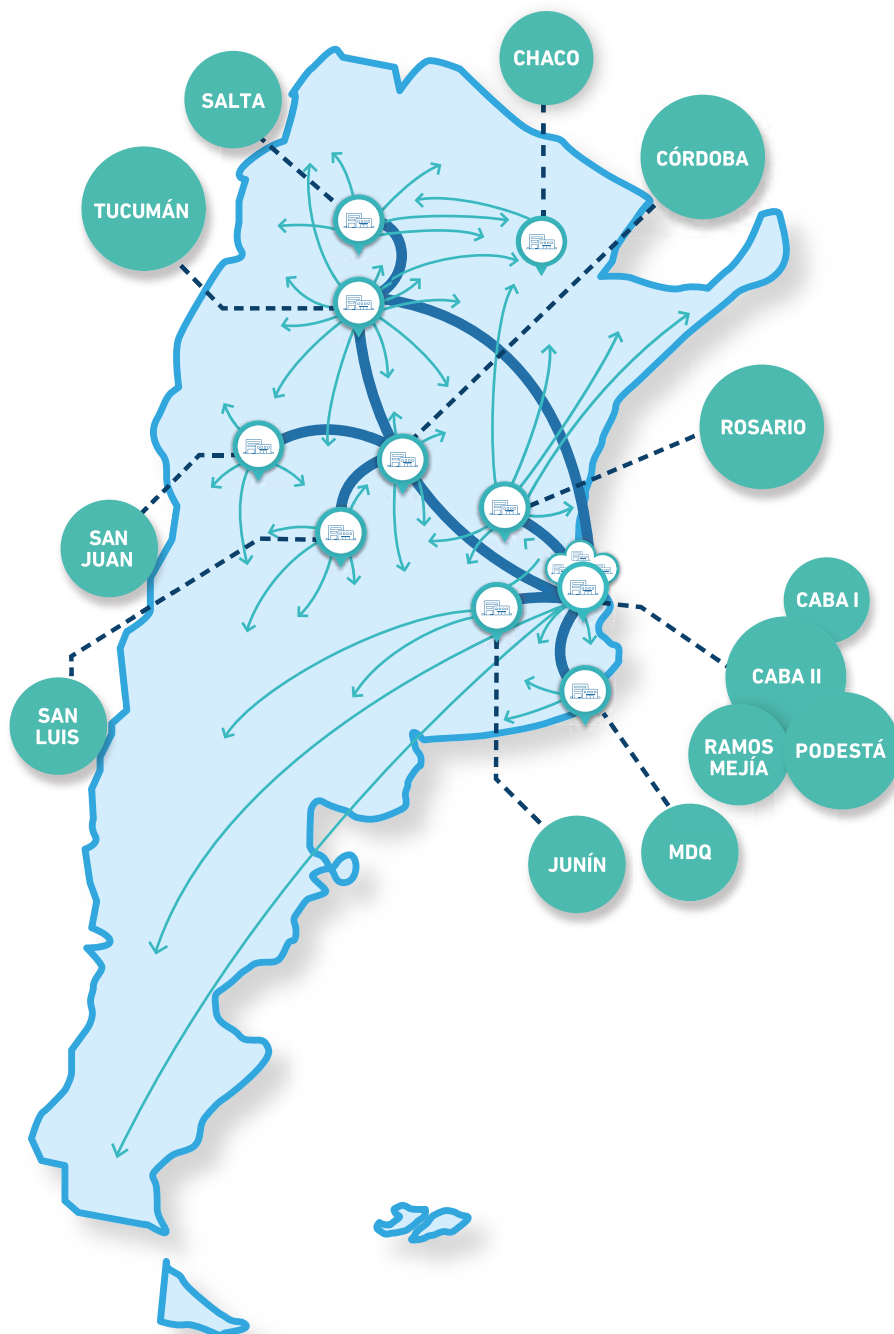 CHACO
SALTA
CÓRDOBA
TUCUMÁN
ROSARIO
SAN
JUAN
CABA I
CABA II
SAN
LUIS
RAMOS
MEJÍA
PODESTÁ
JUNÍN
MDQ